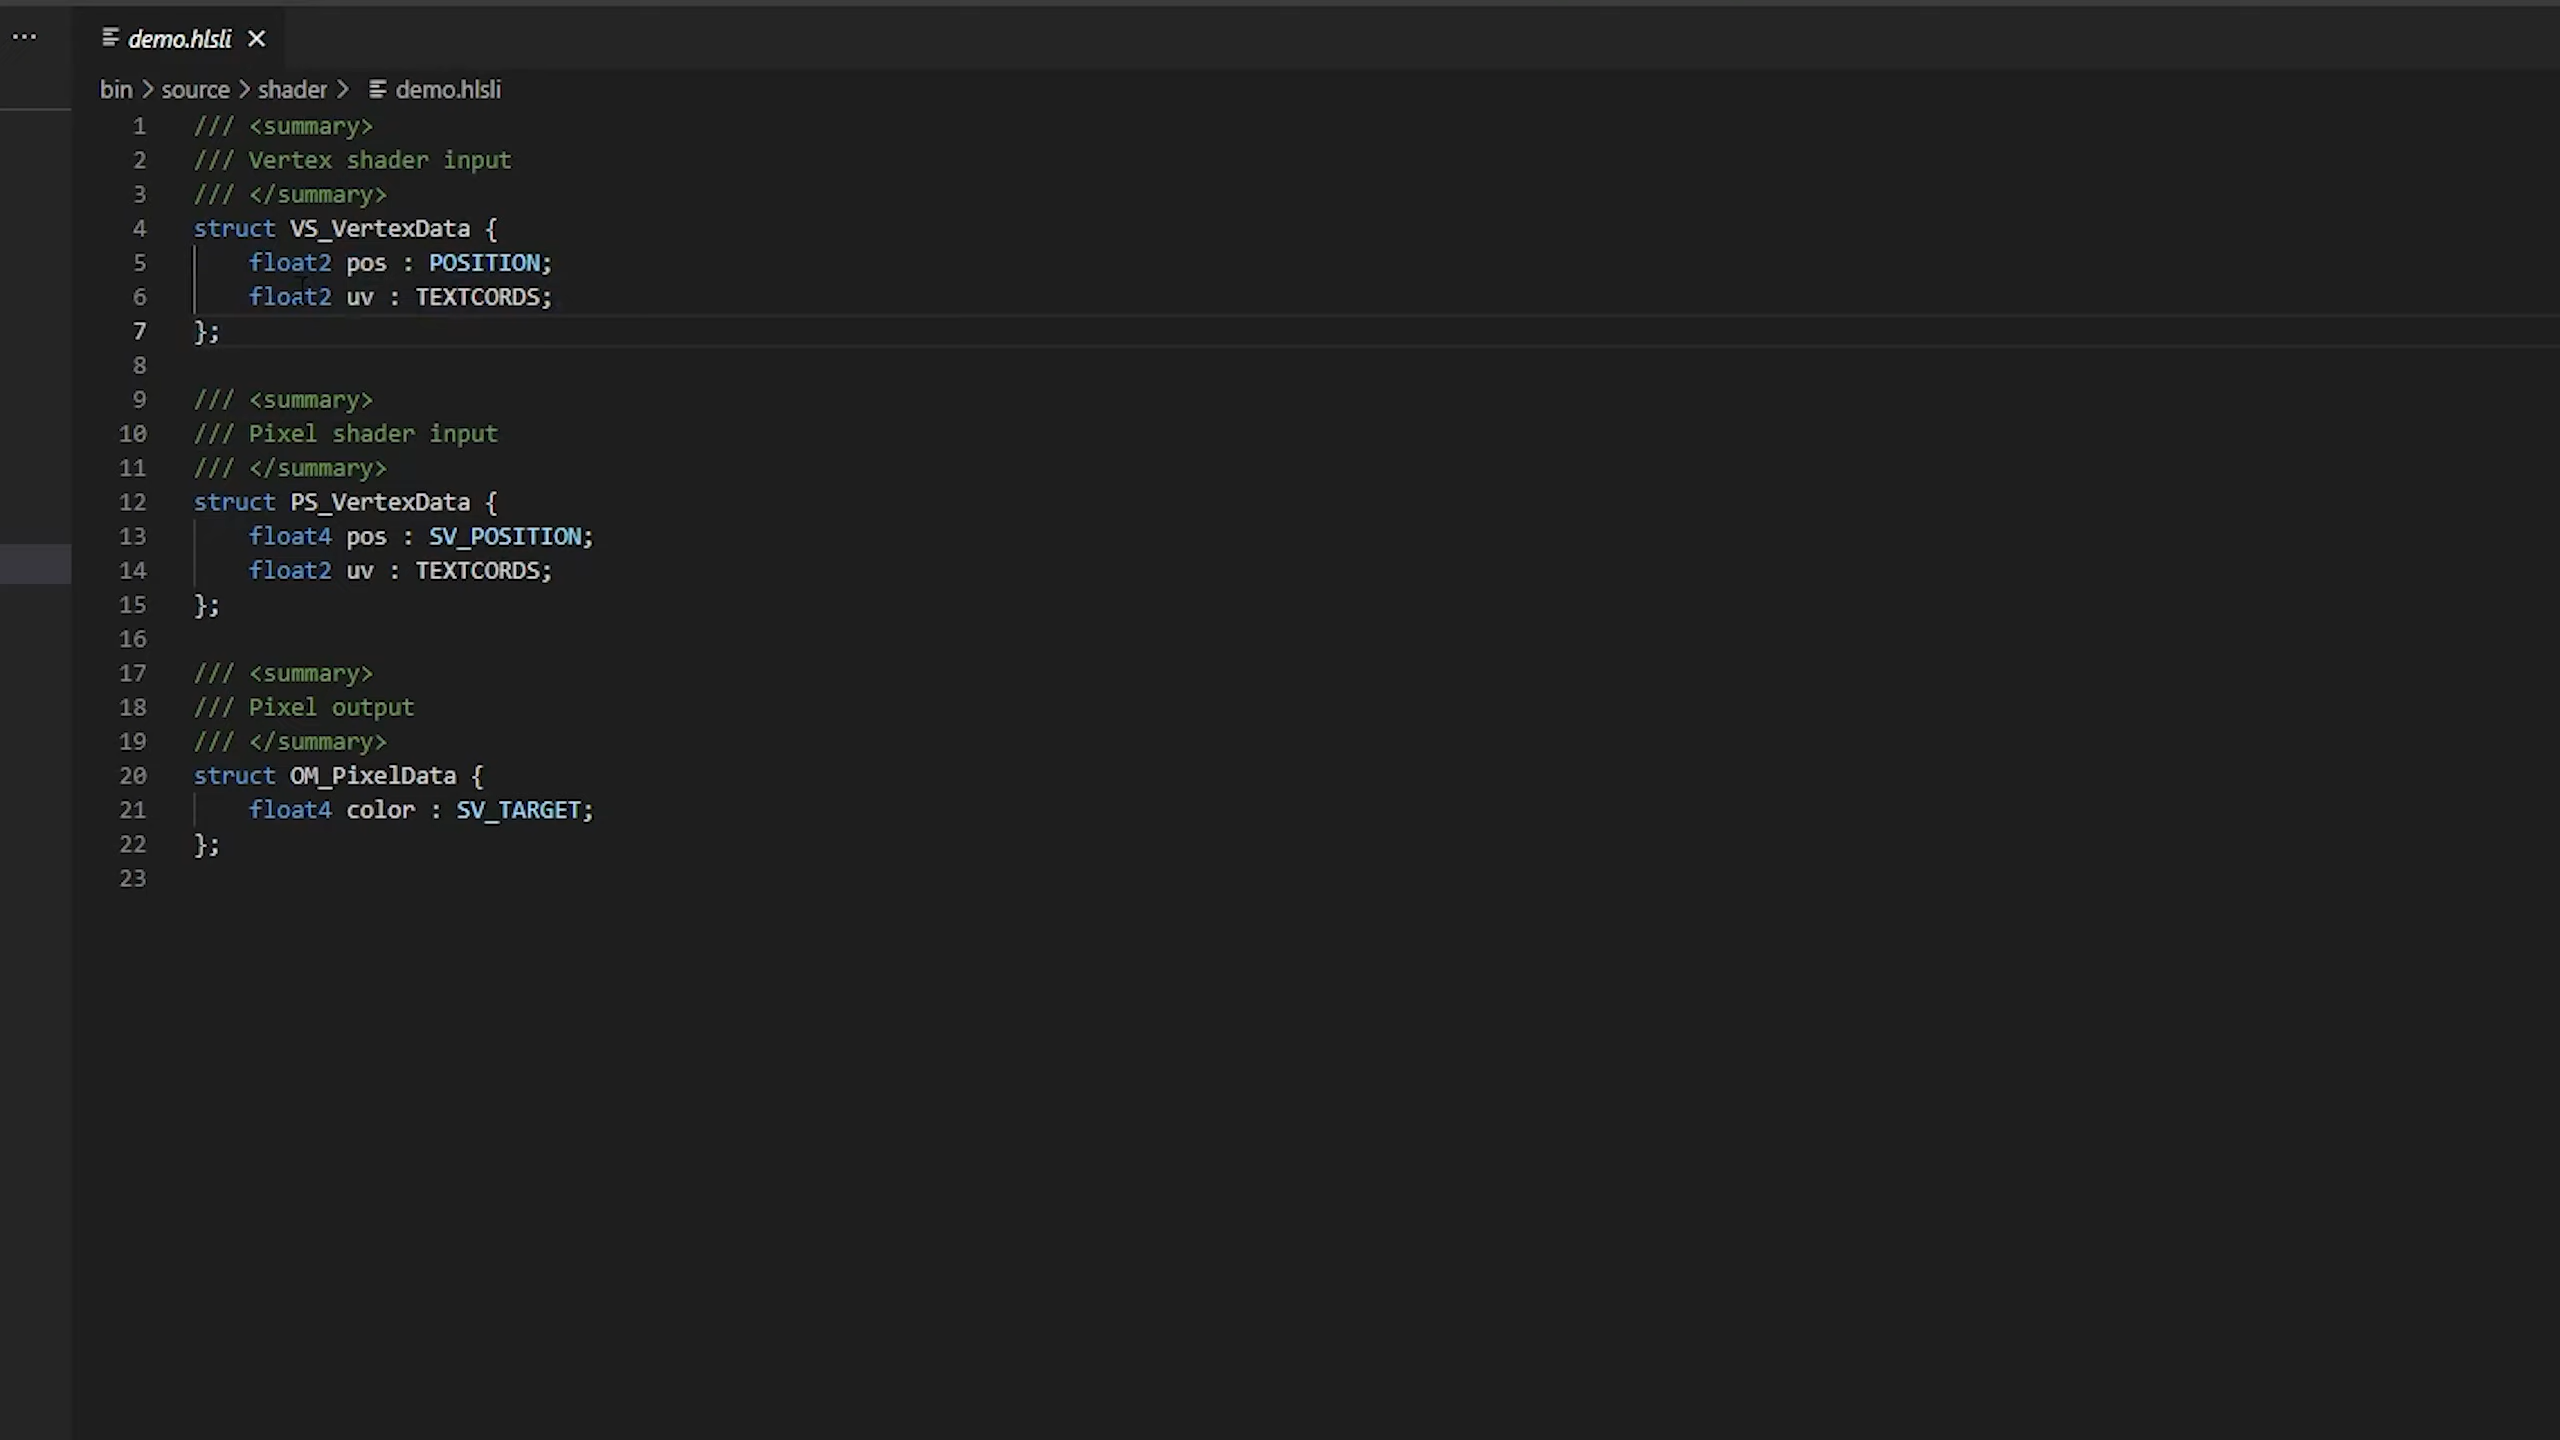 ...
demo.hlsli
bin > source > shader > demo.hlsli
1 /// <summary>
2 /// Vertex shader input
3 /// </summary>
4 struct VS_VertexData {
5     float2 pos : POSITION;
6     float2 uv : TEXTCORDS;
7 };
8
9 /// <summary>
10 /// Pixel shader input
11 /// </summary>
12 struct PS_VertexData {
13     float4 pos : SV_POSITION;
14     float2 uv : TEXTCORDS;
15 };
16
17 /// <summary>
18 /// Pixel output
19 /// </summary>
20 struct OM_PixelData {
21     float4 color : SV_TARGET;
22 };
23